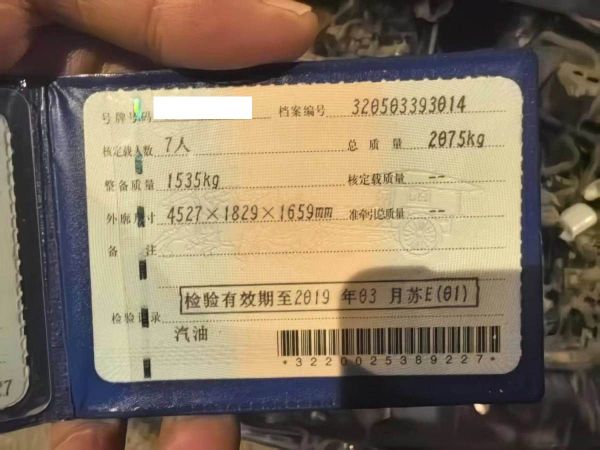 号牌号码 档案编号 320503393014
核定载人数 7人 总质量 2075kg
整备质量 1535kg 核定载质量 --
外廓尺寸 4527×1829×1659mm 准牵引总质量 --
备注
检验有效期至2019 年03 月苏E(01)
检验记录
汽油
*3220025389227*
27